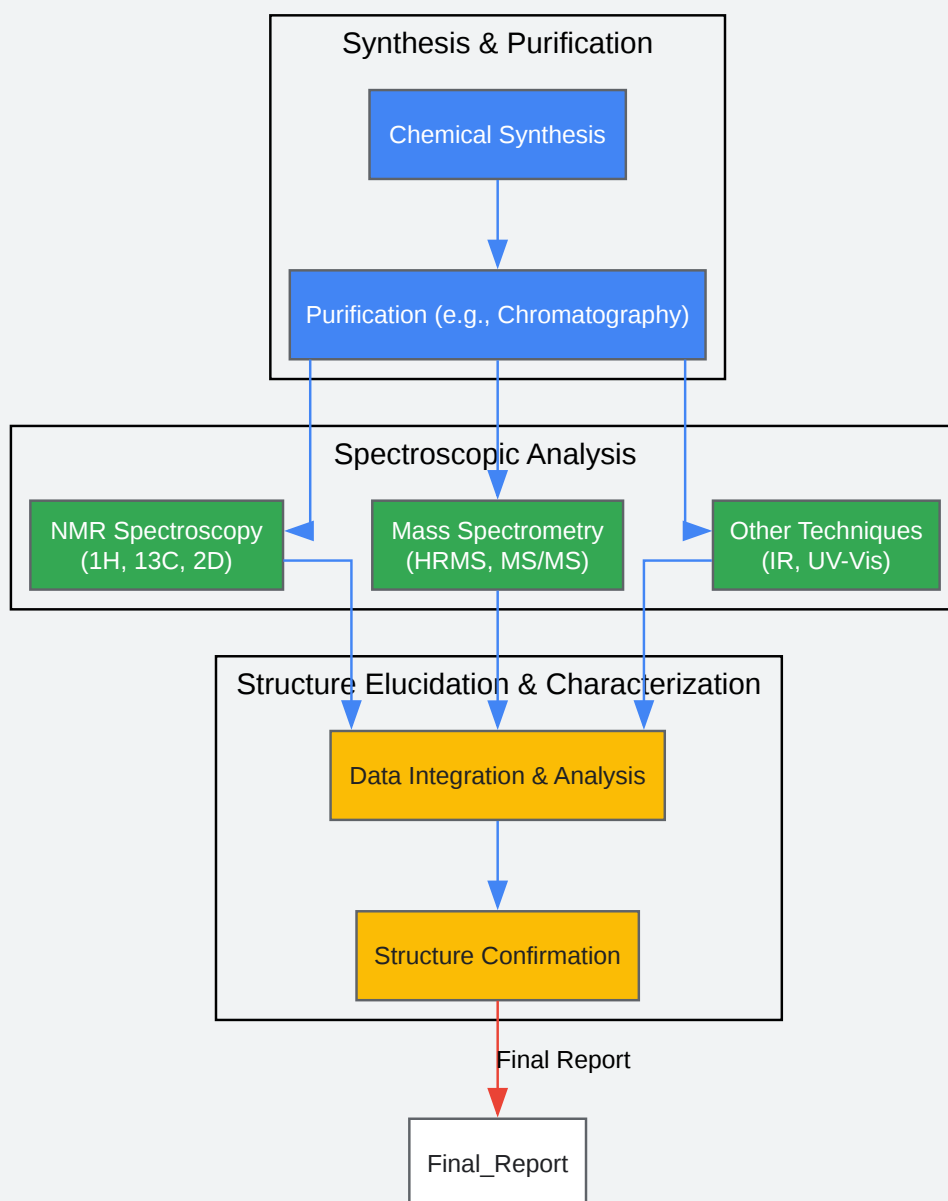 Synthesis & Purification
Chemical Synthesis
Purification (e.g., Chromatography)
Spectroscopic Analysis
NMR Spectroscopy
(1H, 13C, 2D)
Mass Spectrometry
(HRMS, MS/MS)
Other Techniques
(IR, UV-Vis)
Structure Elucidation & Characterization
Data Integration & Analysis
Structure Confirmation
Final Report
Final_Report